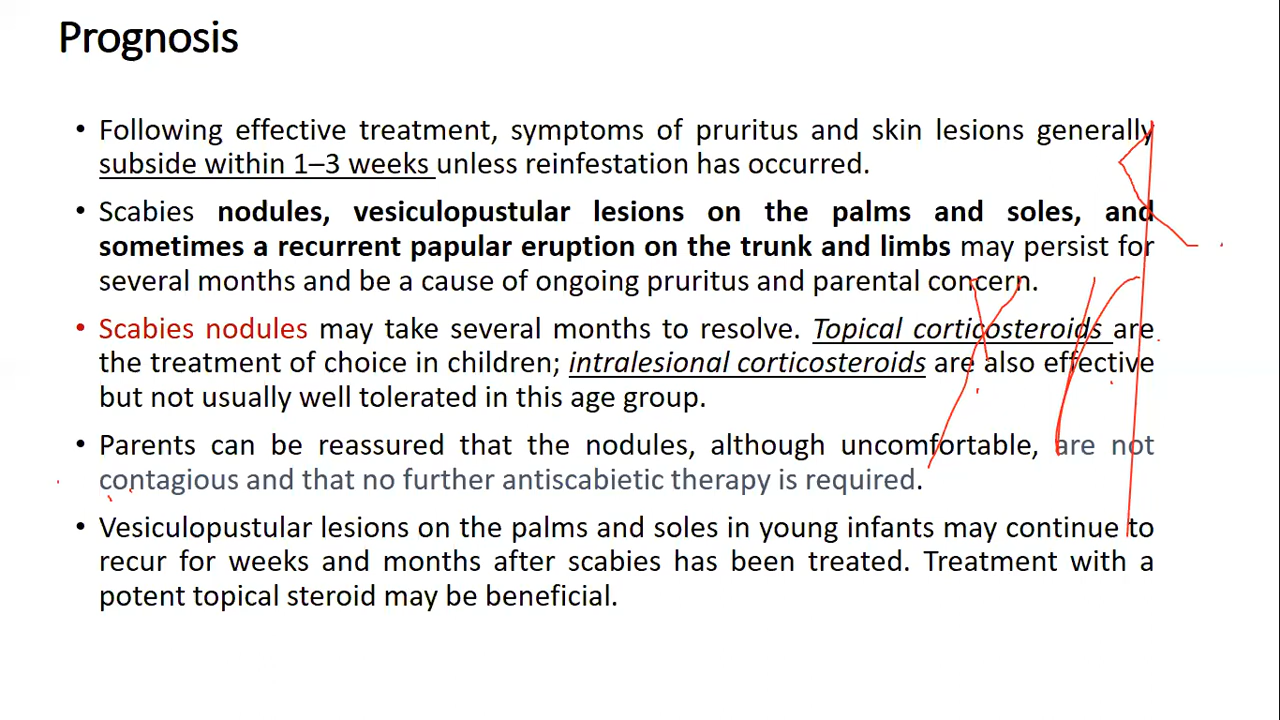 Prognosis
• Following effective treatment, symptoms of pruritus and skin lesions generally
subside within 1–3 weeks unless reinfestation has occurred.
• Scabies nodules, vesiculopustular lesions on the palms and soles, and
sometimes a recurrent papular eruption on the trunk and limbs may persist for
several months and be a cause of ongoing pruritus and parental concern.
• Scabies nodules may take several months to resolve. Topical corticosteroids are
the treatment of choice in children; intralesional corticosteroids are also effective
but not usually well tolerated in this age group.
• Parents can be reassured that the nodules, although uncomfortable, are not
contagious and that no further antiscabietic therapy is required.
• Vesiculopustular lesions on the palms and soles in young infants may continue to
recur for weeks and months after scabies has been treated. Treatment with a
potent topical steroid may be beneficial.